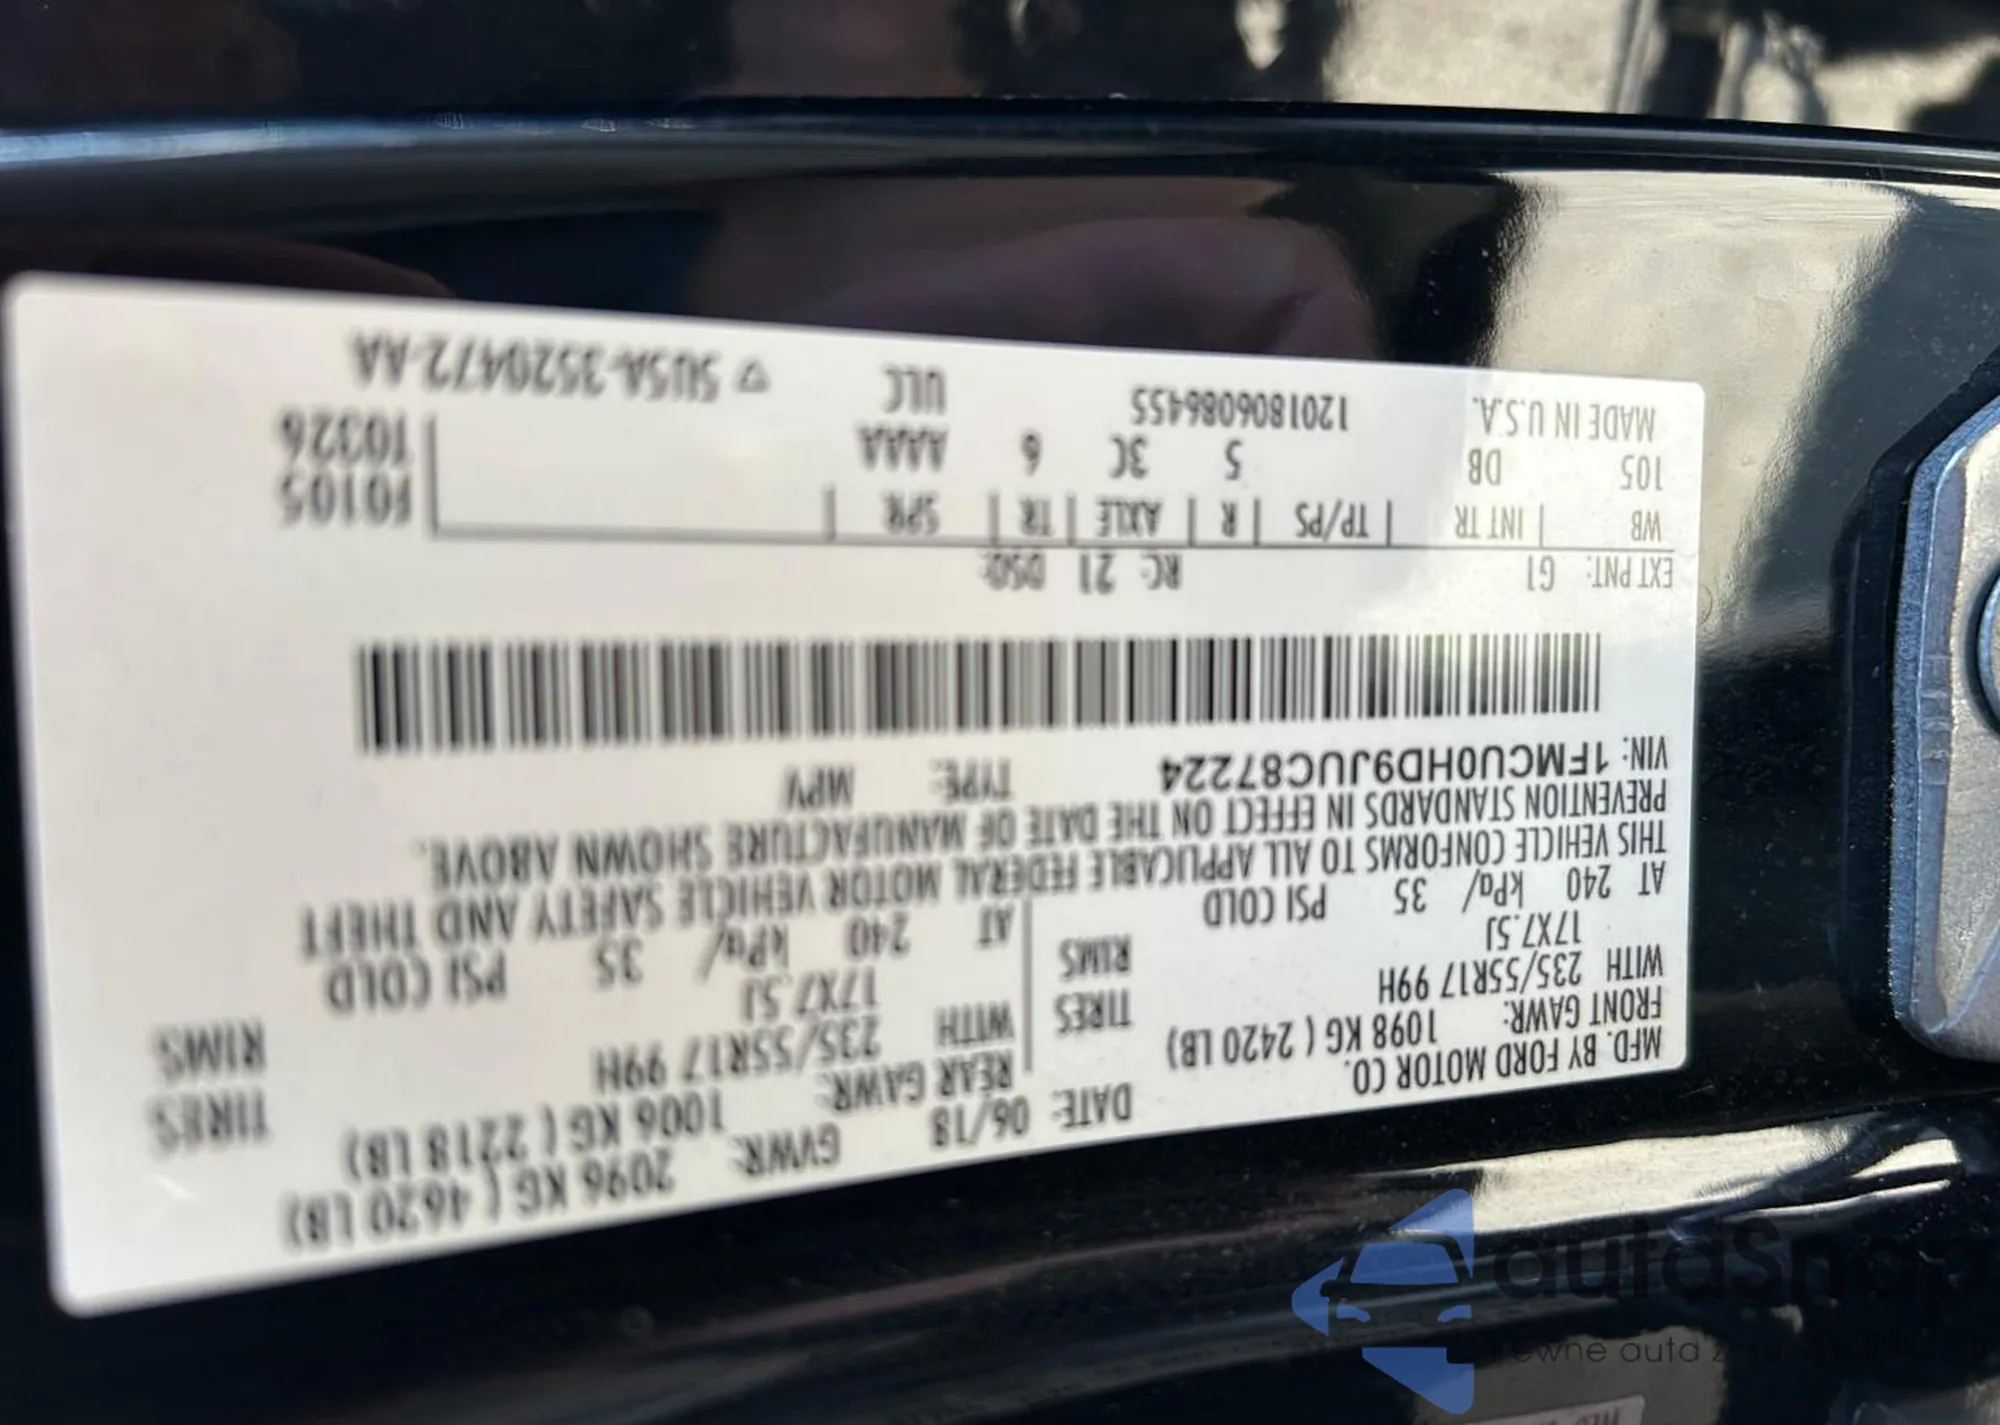 MFD. BY FORD MOTOR CO. DATE: 06/18 GVWR: 2096 KG ( 4620 LB)
FRONT GAWR: 1098 KG ( 2420 LB) REAR GAWR: 1006 KG ( 2218 LB)
WITH 235/55R17 99H TIRES WITH 235/55R17 99H TIRES
17X7.5J RIMS 17X7.5J RIMS
AT 240 kPa/ 35 PSI COLD AT 240 kPa/ 35 PSI COLD
THIS VEHICLE CONFORMS TO ALL APPLICABLE FEDERAL MOTOR VEHICLE SAFETY AND THEFT
PREVENTION STANDARDS IN EFFECT ON THE DATE OF MANUFACTURE SHOWN ABOVE.
VIN: 1FMCU0HD9JUC87224 TYPE: MPV
EXT PNT: G1 RC: 21 DSO:
WB | INT TR | TP/PS | R | AXLE | TR | SPR | F0105
105 DB 5 3C 6 AAAA T0326
MADE IN U.S.A. 1201806086455 ULC ▽ 5U5A-3520472-AA
autoSnap